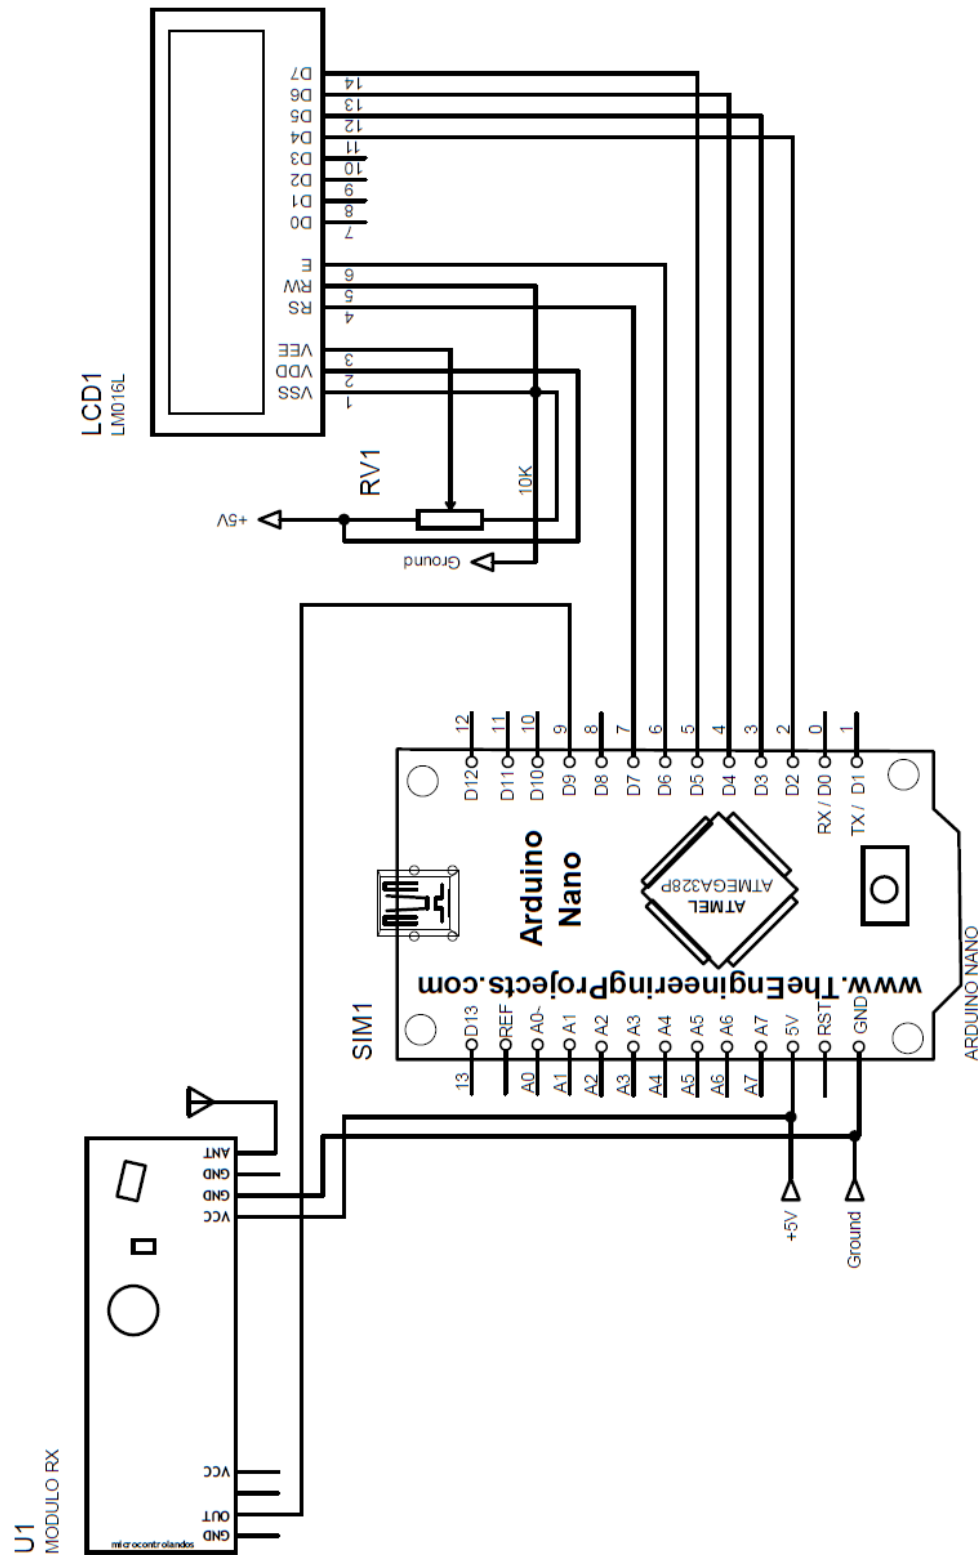 LCD1
LM016L
D7
D6
D5
D4
D3
D2
D1
D0
E
RW
RS
VEE
VDD
VSS
14
13
12
11
10
9
8
7
6
5
4
3
2
1
RV1
10K
+5V
Ground
SIM1
ARDUINO NANO
12
11
10
9
8
7
6
5
4
3
2
0
1
D12
D11
D10
D9
D8
D7
D6
D5
D4
D3
D2
RX / D0
TX / D1
Arduino
Nano
ATMEL
ATMEGA328P
www.TheEngineeringProjects.com
D13
REF
A0~
A1
A2
A3
A4
A5
A6
A7
5V
RST
GND
13
A0
A1
A2
A3
A4
A5
A6
A7
+5V
Ground
U1
MODULO RX
ANT
GND
GND
VCC
VCC
OUT
GND
microcontrolandos